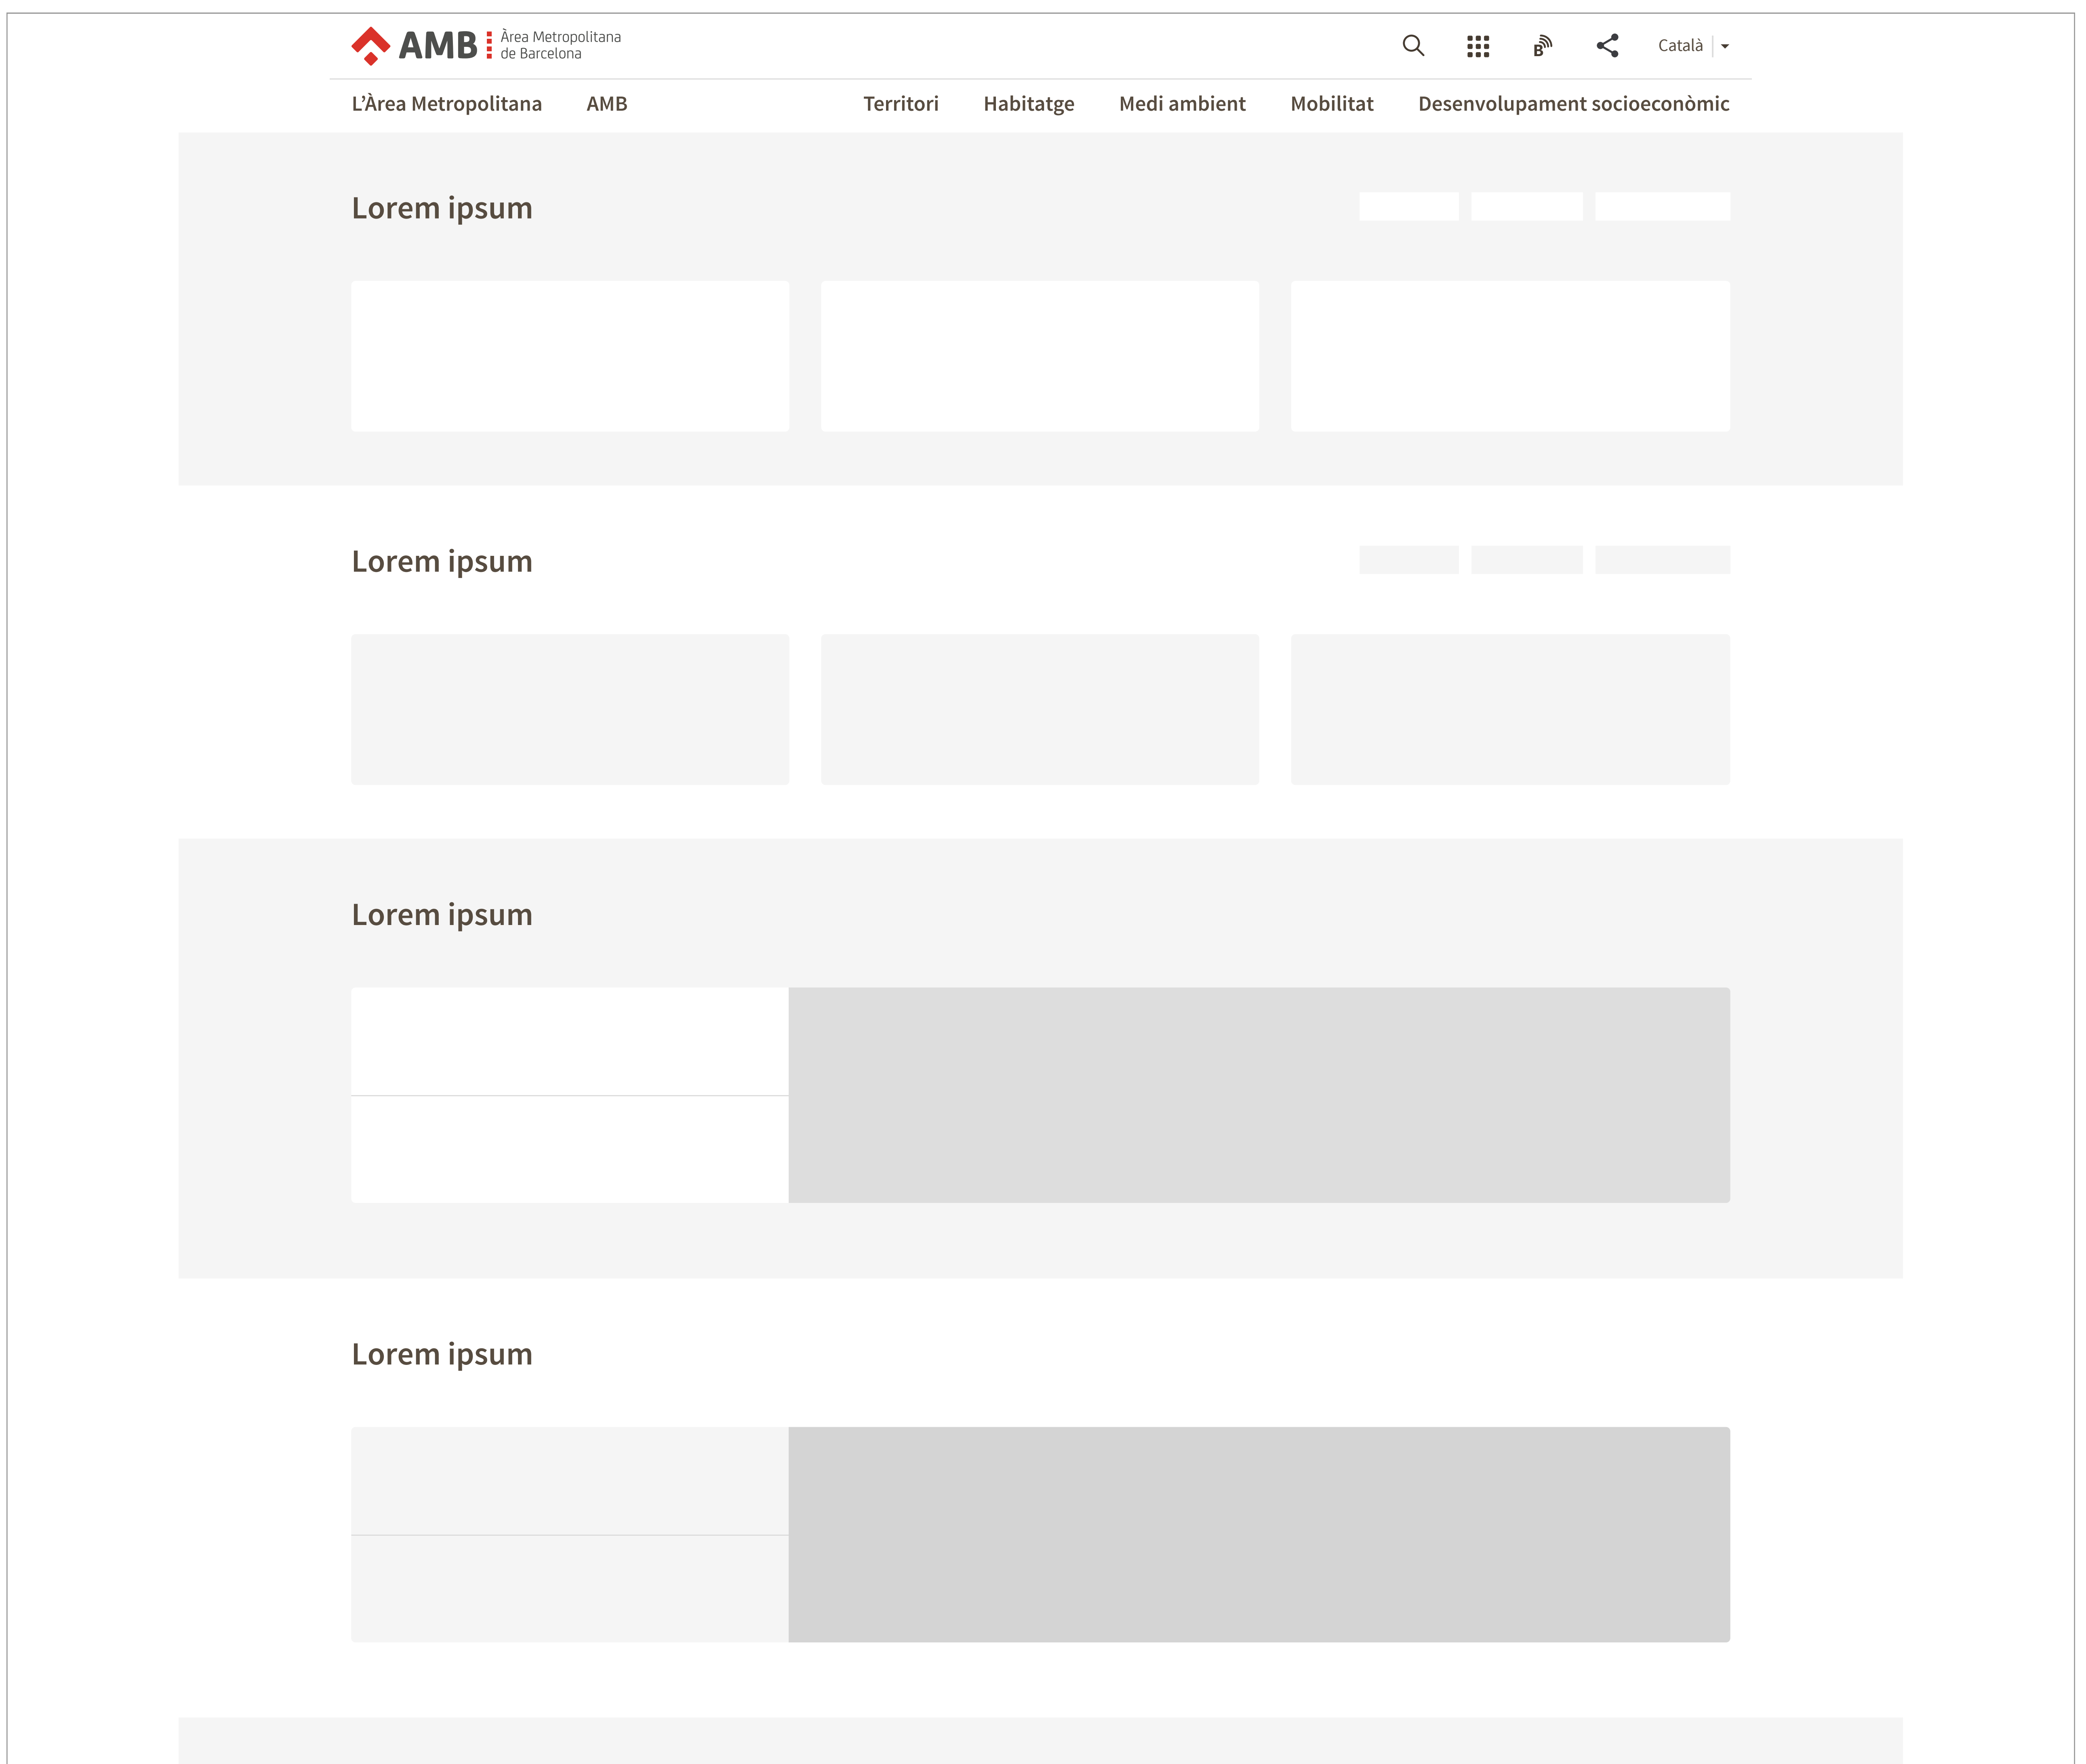 AMB
Àrea Metropolitana
de Barcelona
B
Català
L’Àrea Metropolitana AMB Territori Habitatge Medi ambient Mobilitat Desenvolupament socioeconòmic
Lorem ipsum
Lorem ipsum
Lorem ipsum
Lorem ipsum